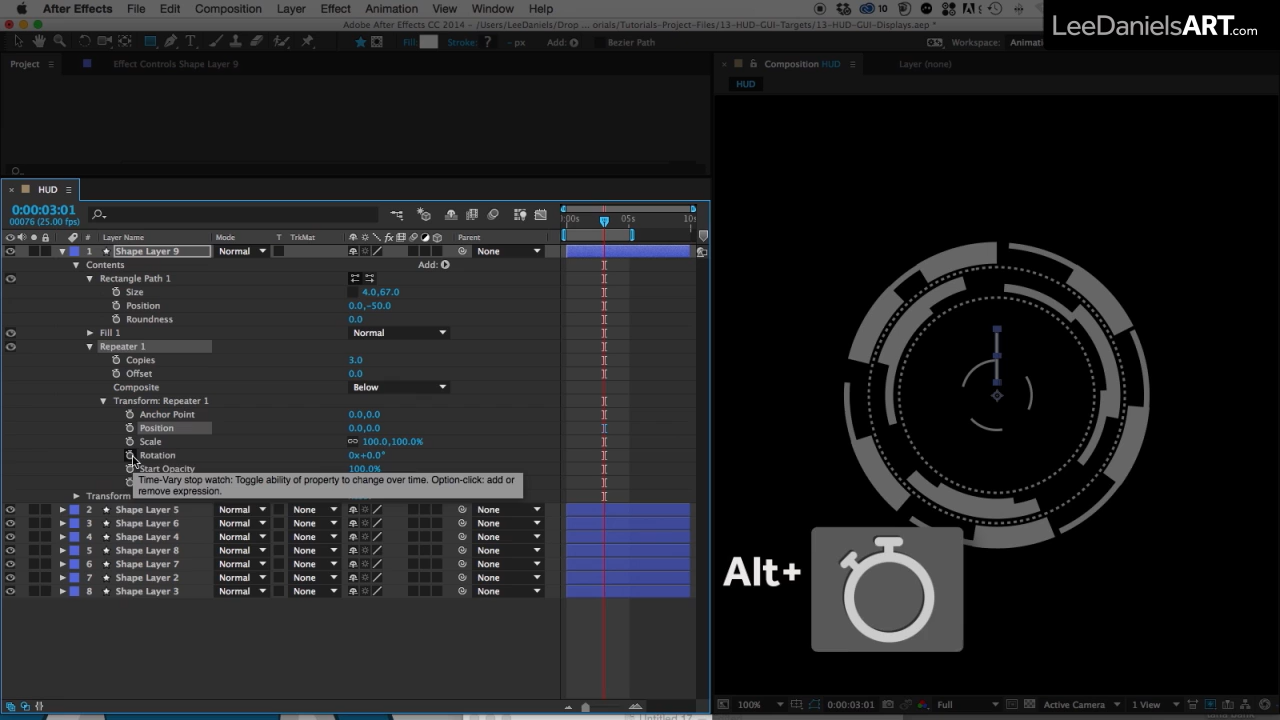 After Effects File Edit Composition Layer Effect Animation View Window Help
10
LeeDanielsART.com
Adobe After Effects CC 2014 - /Users/LeeDaniels/Drop
orials/Tutorials-Project-Files/13-HUD-GUI-Targets/13-HUD-GUI-Displays.aep *
Fill: Stroke: ? - px Add: Bezier Path Workspace: Animati
Project Effect Controls Shape Layer 9 Composition HUD Layer (none)
HUD
HUD
0:00:03:01
00076 (25.00 fps)
:00s 05s 10s
# Layer Name Mode T TrkMat Parent
1 Shape Layer 9 Normal None
Contents Add:
Rectangle Path 1
Size 4.0,67.0
Position 0.0,-50.0
Roundness 0.0
Fill 1 Normal
Repeater 1
Copies 3.0
Offset 0.0
Composite Below
Transform: Repeater 1
Anchor Point 0.0,0.0
Position 0.0,0.0
Scale 100.0,100.0%
Rotation 0x+0.0°
Start Opacity 100.0%
Time-Vary stop watch: Toggle ability of property to change over time. Option-click: add or
remove expression.
Transform
2 Shape Layer 5 Normal None None
3 Shape Layer 6 Normal None None
4 Shape Layer 4 Normal None None
5 Shape Layer 8 Normal None None
6 Shape Layer 7 Normal None None
7 Shape Layer 2 Normal None None
8 Shape Layer 3 Normal None None
Alt+
100% 0:00:03:01 Full Active Camera 1 View